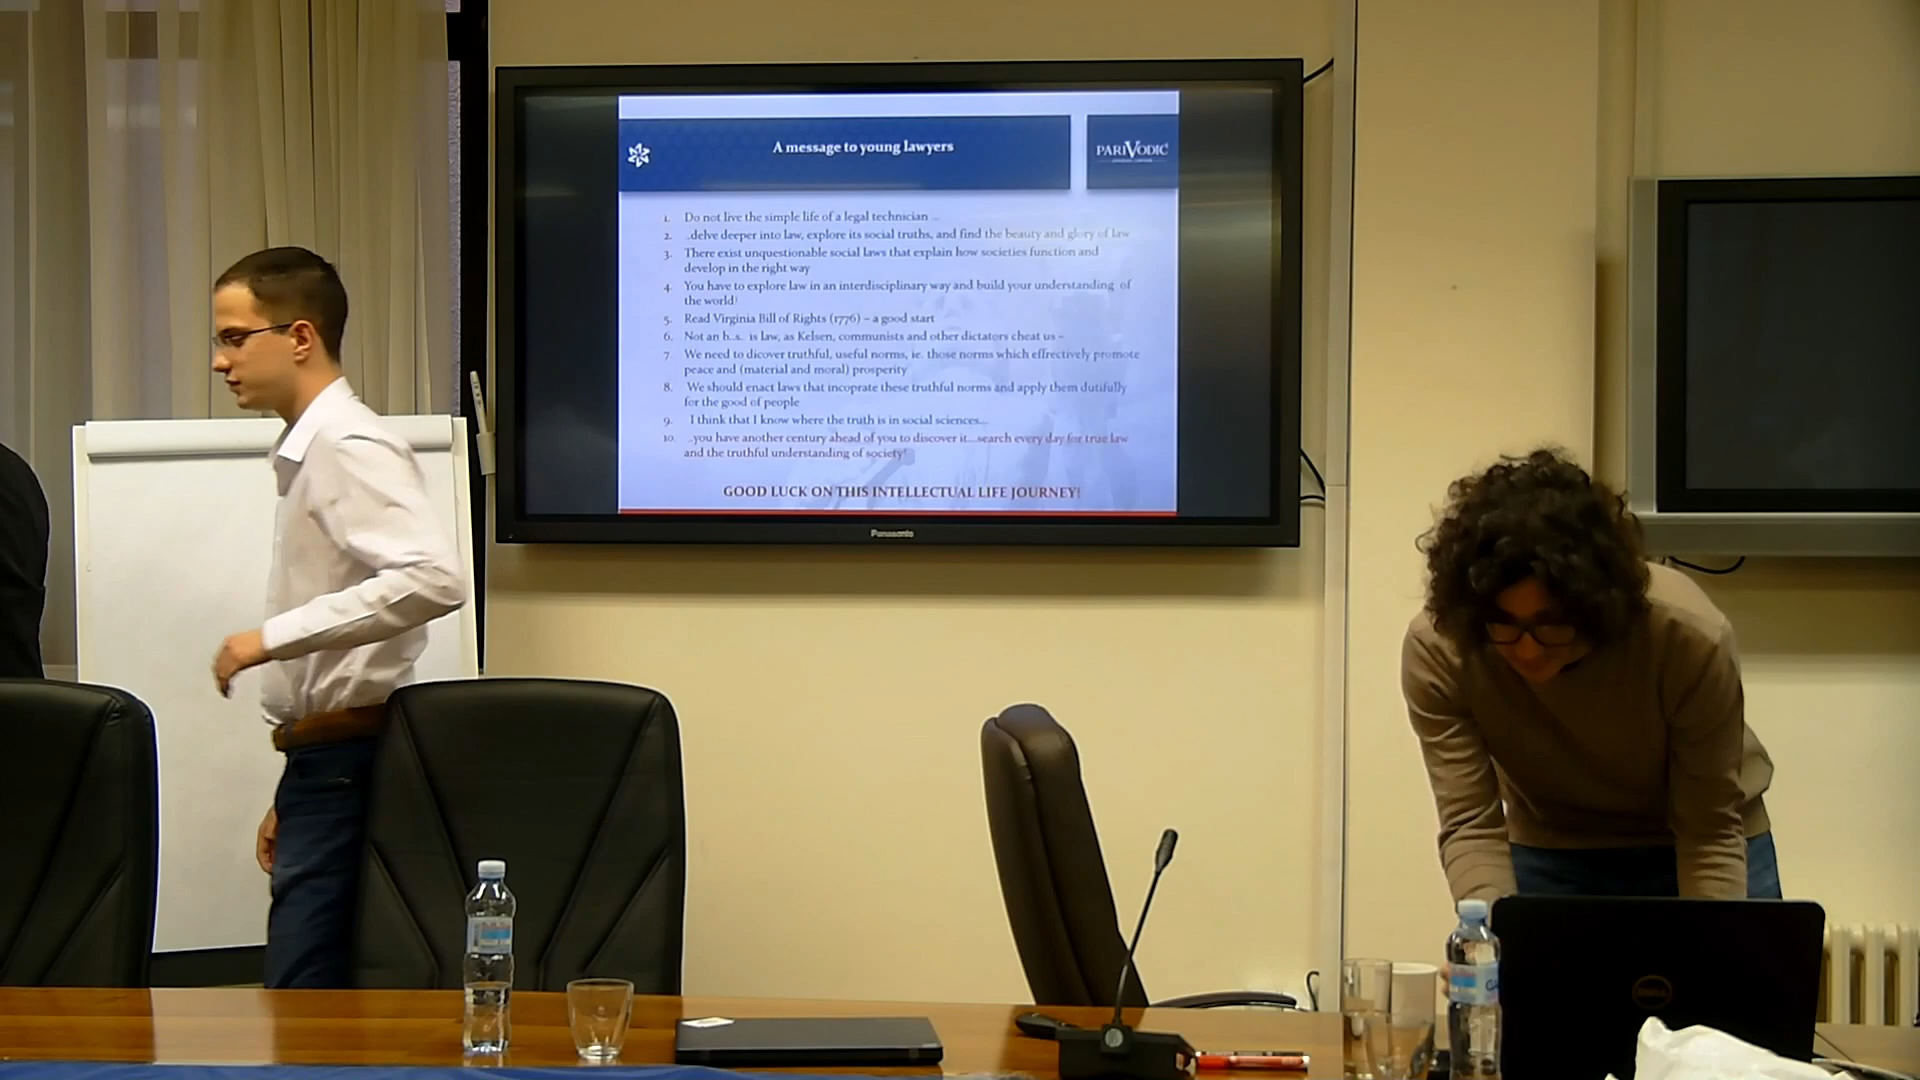 A message to young lawyers
PARIVODIC
1. Do not live the simple life of a legal technician ...
2. ..delve deeper into law, explore its social truths, and find the beauty and glory of law
3. There exist unquestionable social laws that explain how societies function and
develop in the right way
4. You have to explore law in an interdisciplinary way and build your understanding of
the world!
5. Read Virginia Bill of Rights (1776) – a good start
6. Not an b..s.. is law, as Kelsen, communists and other dictators cheat us –
7. We need to dicover truthful, useful norms, ie. those norms which effrectively promote
peace and (material and moral) prosperity
8. We should enact laws that incoprate these truthful norms and apply them dutifully
for the good of people
9. I think that I know where the truth is in social sciences...
10. ..you have another century ahead of you to discover it...search every day for true law
and the truthful understanding of society!
GOOD LUCK ON THIS INTELLECTUAL LIFE JOURNEY!
Panasonic
DELL